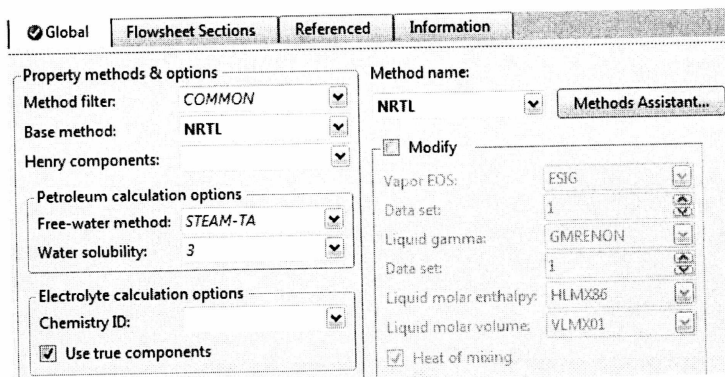 Global Flowsheet Sections Referenced Information
Property methods & options
Method filter: COMMON
Base method: NRTL
Henry components:
Petroleum calculation options
Free-water method: STEAM-TA
Water solubility: 3
Electrolyte calculation options
Chemistry ID:
Use true components
Method name:
NRTL Methods Assistant...
Modify
Vapor EOS: ESIG
Data set: 1
Liquid gamma: GMRENON
Data set: 1
Liquid molar enthalpy: HLMX86
Liquid molar volume: VLMX01
Heat of mixing